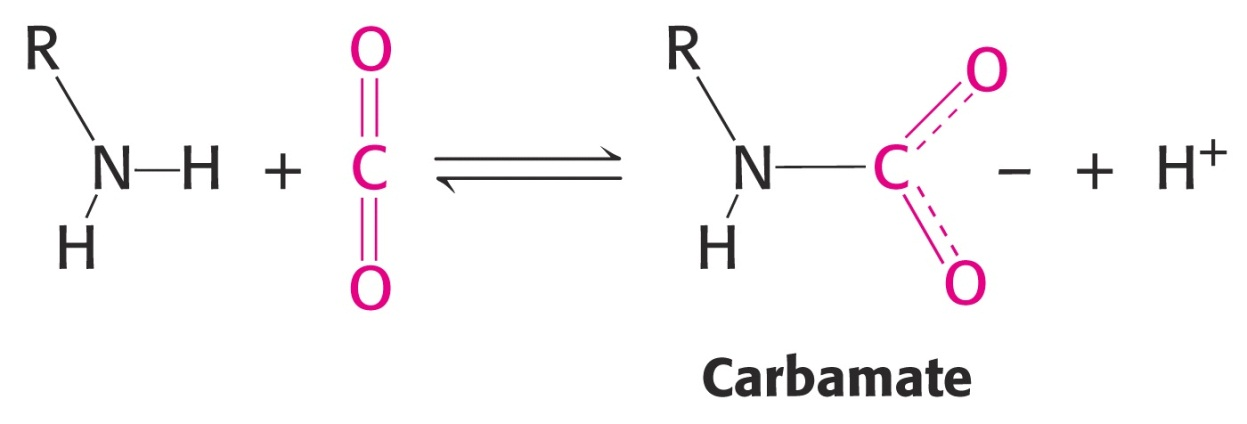 R O R O
N H + C N C − + H⁺
H O H O
Carbamate